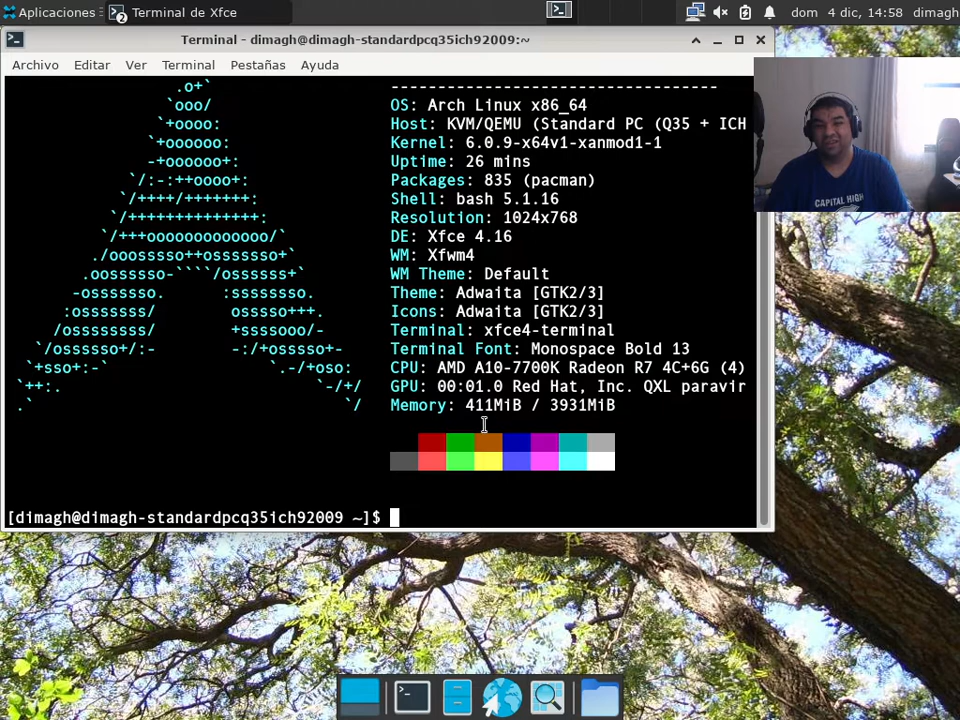 Aplicaciones
Terminal de Xfce
2
dom 4 dic, 14:58
dimagh
Terminal - dimagh@dimagh-standardpcq35ich92009:~
Archivo Editar Ver Terminal Pestañas Ayuda
.o+`
`ooo/
`+oooo:
`+oooooo:
-+oooooo+:
`/:-:++oooo+:
`/++++/+++++++:
`/++++++++++++++:
`/+++ooooooooooooo/`
./ooosssso++osssssso+`
.oossssso-````/ossssss+`
-osssssso.      :ssssssso.
:osssssss/        osssso+++.
/ossssssss/        +ssssooo/-
`/ossssso+/:-        -:/+osssso+-
`+sso+:-`                 `.-/+oso:
`++:.                           `-/+/
.`                                 `/
----------------------------------
OS: Arch Linux x86_64
Host: KVM/QEMU (Standard PC (Q35 + ICH
Kernel: 6.0.9-x64v1-xanmod1-1
Uptime: 26 mins
Packages: 835 (pacman)
Shell: bash 5.1.16
Resolution: 1024x768
DE: Xfce 4.16
WM: Xfwm4
WM Theme: Default
Theme: Adwaita [GTK2/3]
Icons: Adwaita [GTK2/3]
Terminal: xfce4-terminal
Terminal Font: Monospace Bold 13
CPU: AMD A10-7700K Radeon R7 4C+6G (4)
GPU: 00:01.0 Red Hat, Inc. QXL paravir
Memory: 411MiB / 3931MiB
[dimagh@dimagh-standardpcq35ich92009 ~]$
CAPITAL HIGH